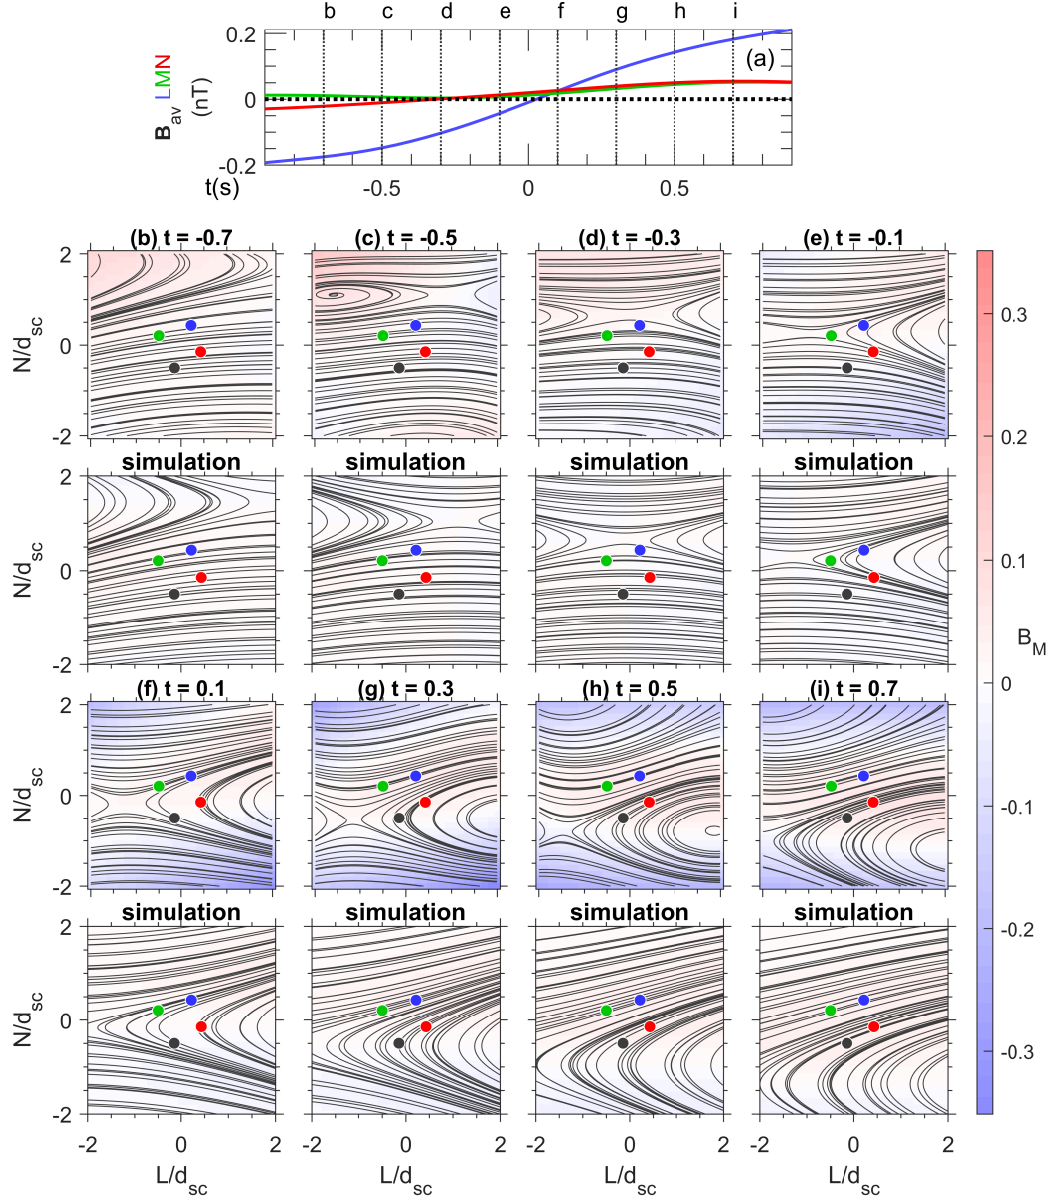 b c d e f g h i
B_av LMN
(nT)
0.2
0
-0.2
(a)
t(s) -0.5 0 0.5
(b) t = -0.7 (c) t = -0.5 (d) t = -0.3 (e) t = -0.1
N/d_sc
2
0
-2
simulation simulation simulation simulation
N/d_sc
2
0
-2
(f) t = 0.1 (g) t = 0.3 (h) t = 0.5 (i) t = 0.7
N/d_sc
2
0
-2
simulation simulation simulation simulation
N/d_sc
2
0
-2
-2 0 2 -2 0 2 -2 0 2 -2 0 2
L/d_sc L/d_sc L/d_sc L/d_sc
0.3
0.2
0.1
B_M
0
-0.1
-0.2
-0.3